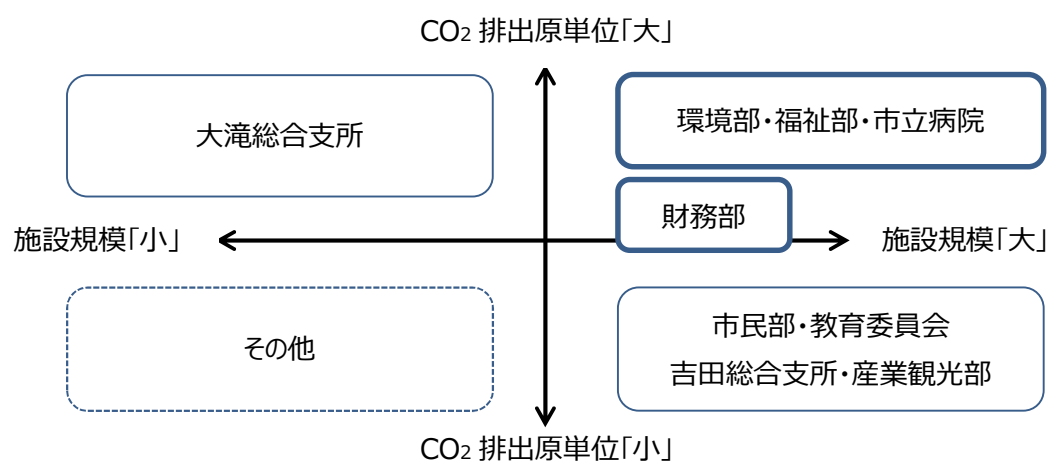 CO2 排出原単位「大」
大滝総合支所
環境部・福祉部・市立病院
財務部
施設規模「小」
施設規模「大」
その他
市民部・教育委員会
吉田総合支所・産業観光部
CO2 排出原単位「小」